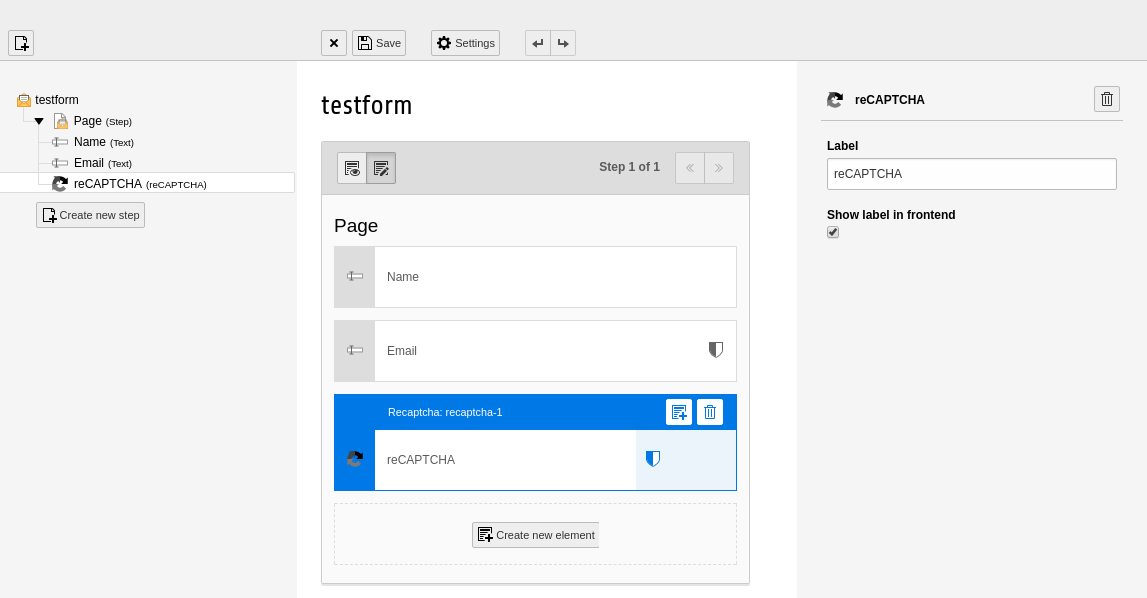 Save
Settings
testform
Page (Step)
Name (Text)
Email (Text)
reCAPTCHA (reCAPTCHA)
Create new step
testform
Step 1 of 1
Page
Name
Email
Recaptcha: recaptcha-1
reCAPTCHA
Create new element
reCAPTCHA
Label
reCAPTCHA
Show label in frontend